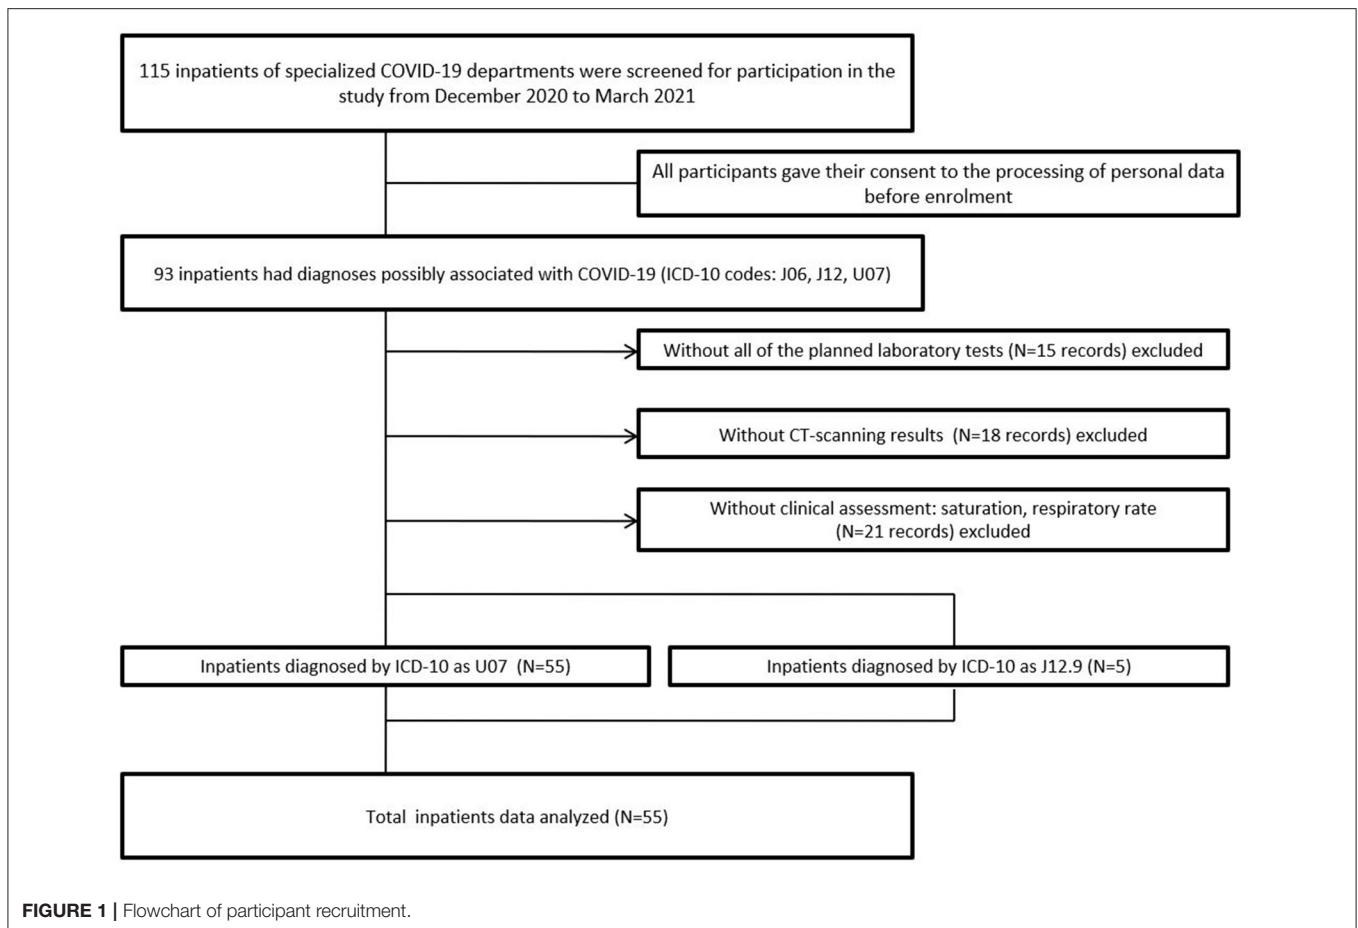 115 inpatients of specialized COVID-19 departments were screened for participation in the
study from December 2020 to March 2021
All participants gave their consent to the processing of personal data
before enrolment
93 inpatients had diagnoses possibly associated with COVID-19 (ICD-10 codes: J06, J12, U07)
Without all of the planned laboratory tests (N=15 records) excluded
Without CT-scanning results (N=18 records) excluded
Without clinical assessment: saturation, respiratory rate
(N=21 records) excluded
Inpatients diagnosed by ICD-10 as U07 (N=55)
Inpatients diagnosed by ICD-10 as J12.9 (N=5)
Total inpatients data analyzed (N=55)
FIGURE 1 | Flowchart of participant recruitment.